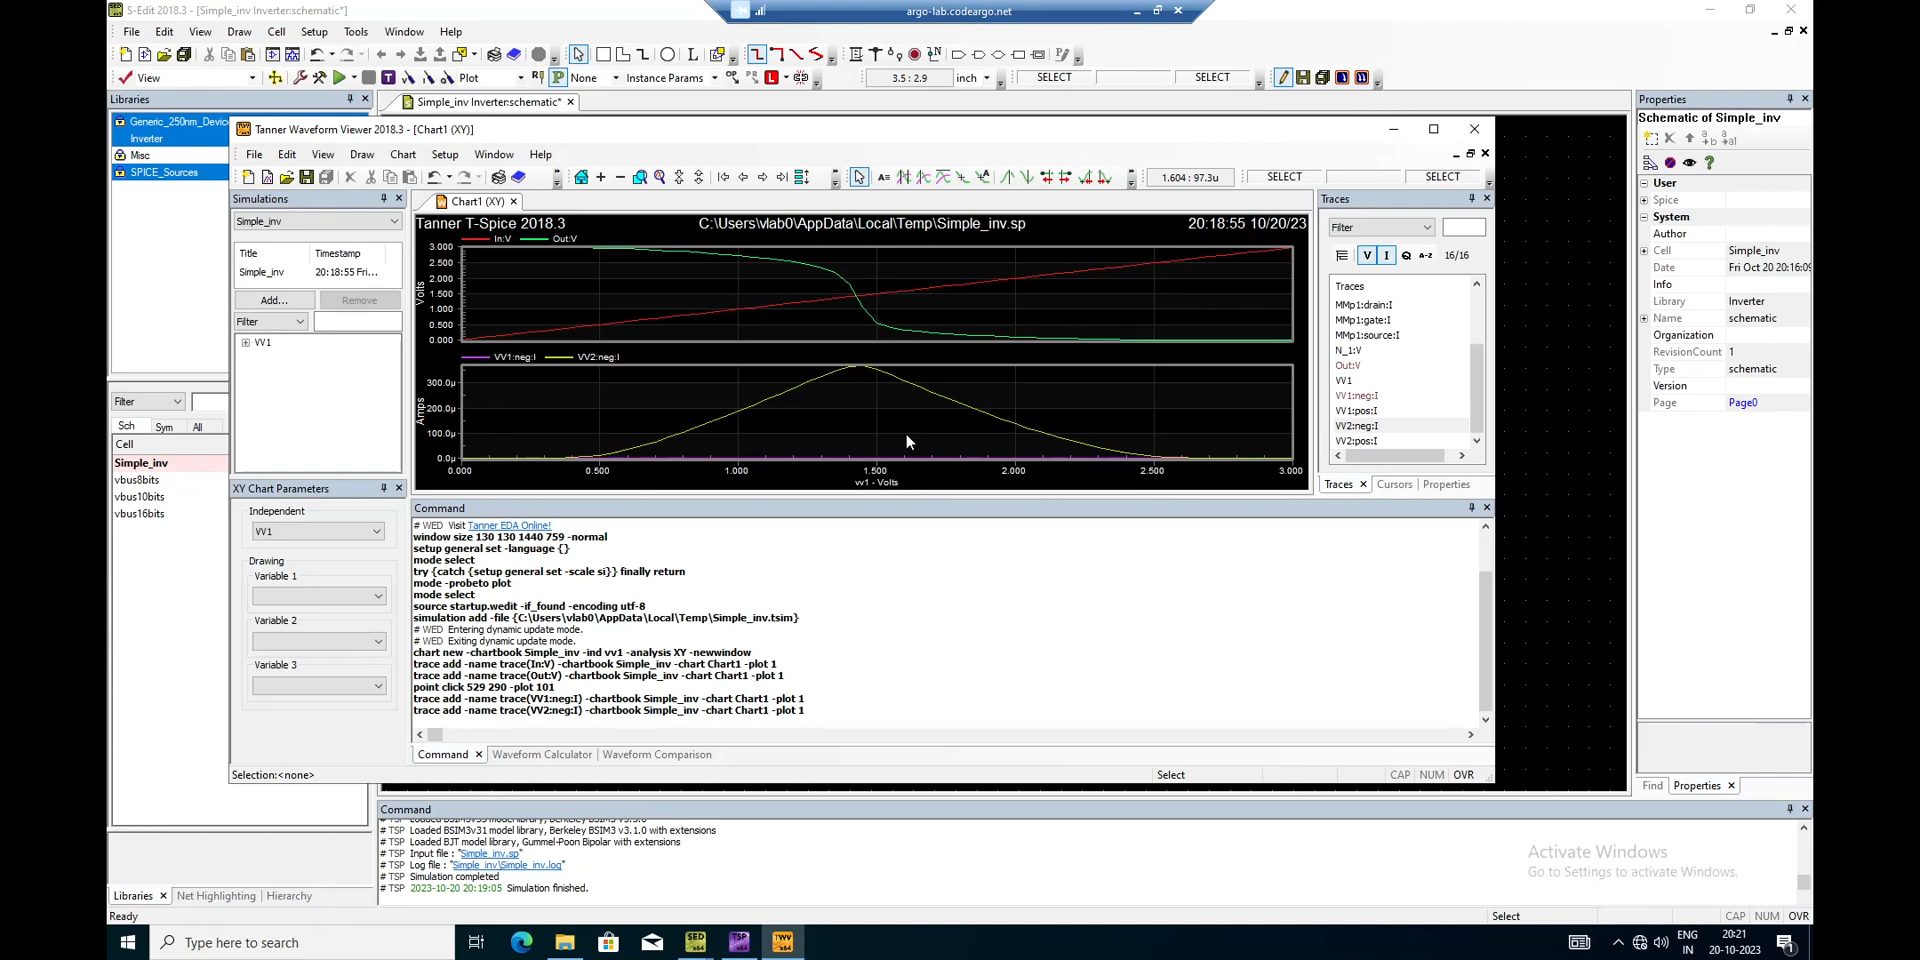 S-Edit 2018.3 - [Simple_inv Inverter:schematic*]
argo-lab.codeargo.net
File Edit View Draw Cell Setup Tools Window Help
View Plot None Instance Params 3.5 : 2.9 inch SELECT SELECT
Libraries
Simple_inv Inverter:schematic*
Properties
Schematic of Simple_inv
Generic_250nm_Devic
Inverter
Misc
SPICE_Sources
Tanner Waveform Viewer 2018.3 - [Chart1 (XY)]
File Edit View Draw Chart Setup Window Help
1.604 : 97.3u SELECT SELECT
Simulations
Simple_inv
Title Timestamp
Simple_inv 20:18:55 Fri...
Add... Remove
Filter
VV1
XY Chart Parameters
Independent
VV1
Drawing
Variable 1
Variable 2
Variable 3
Chart1 (XY)
Tanner T-Spice 2018.3 C:\Users\vlab0\AppData\Local\Temp\Simple_inv.sp 20:18:55 10/20/23
In:V Out:V
3.000
2.500
2.000
1.500
1.000
0.500
0.000
Volts
VV1:neg:I VV2:neg:I
300.0µ
200.0µ
100.0µ
0.0µ
Amps
0.000 0.500 1.000 1.500 2.000 2.500 3.000
vv1 - Volts
Traces
Filter
V I A-Z 16/16
Traces
MMp1:drain:I
MMp1:gate:I
MMp1:source:I
N_1:V
Out:V
VV1
VV1:neg:I
VV1:pos:I
VV2:neg:I
VV2:pos:I
Traces Cursors Properties
Command
# WED Visit Tanner EDA Online!
window size 130 130 1440 759 -normal
setup general set -language {}
mode select
try {catch {setup general set -scale si}} finally return
mode -probeto plot
mode select
source startup.wedit -if_found -encoding utf-8
simulation add -file {C:\Users\vlab0\AppData\Local\Temp\Simple_inv.tsim}
# WED Entering dynamic update mode.
# WED Exiting dynamic update mode.
chart new -chartbook Simple_inv -ind vv1 -analysis XY -newwindow
trace add -name trace(In:V) -chartbook Simple_inv -chart Chart1 -plot 1
trace add -name trace(Out:V) -chartbook Simple_inv -chart Chart1 -plot 1
point click 529 290 -plot 101
trace add -name trace(VV1:neg:I) -chartbook Simple_inv -chart Chart1 -plot 1
trace add -name trace(VV2:neg:I) -chartbook Simple_inv -chart Chart1 -plot 1
Command Waveform Calculator Waveform Comparison
Selection:<none> Select CAP NUM OVR
User
Spice
System
Author
Cell Simple_inv
Date Fri Oct 20 20:16:09
Info
Library Inverter
Name schematic
Organization
RevisionCount 1
Type schematic
Version
Page Page0
Find Properties
Filter
Sch Sym All
Cell
Simple_inv
vbus8bits
vbus10bits
vbus16bits
Libraries Net Highlighting Hierarchy
Command
# TSP Loaded BSIM3v31 model library, Berkeley BSIM3 v3.1.0 with extensions
# TSP Loaded BJT model library, Gummel-Poon Bipolar with extensions
# TSP Input file : "Simple_inv.sp"
# TSP Log file : "Simple_inv\Simple_inv.log"
# TSP Simulation completed
# TSP 2023-10-20 20:19:05 Simulation finished.
Activate Windows
Go to Settings to activate Windows.
Ready Select CAP NUM OVR
Type here to search
SED x64
TSP x64
TWV x64
ENG
IN
20:21
20-10-2023
1